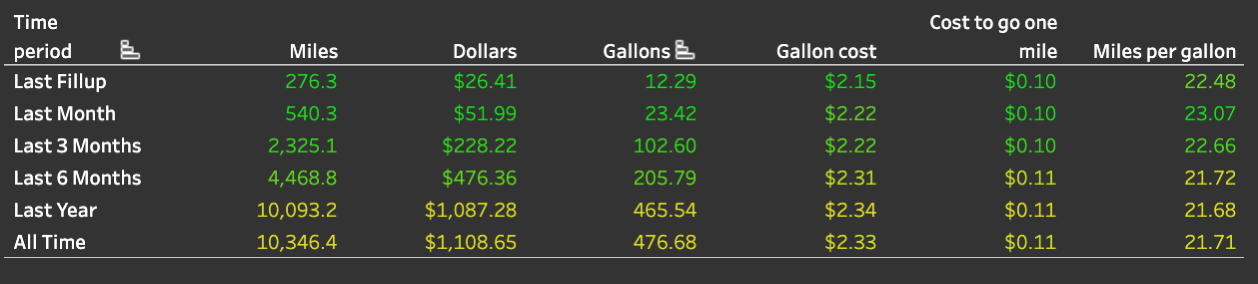 Time period Miles Dollars Gallons Gallon cost Cost to go one mile Miles per gallon
Last Fillup 276.3 $26.41 12.29 $2.15 $0.10 22.48
Last Month 540.3 $51.99 23.42 $2.22 $0.10 23.07
Last 3 Months 2,325.1 $228.22 102.60 $2.22 $0.10 22.66
Last 6 Months 4,468.8 $476.36 205.79 $2.31 $0.11 21.72
Last Year 10,093.2 $1,087.28 465.54 $2.34 $0.11 21.68
All Time 10,346.4 $1,108.65 476.68 $2.33 $0.11 21.71